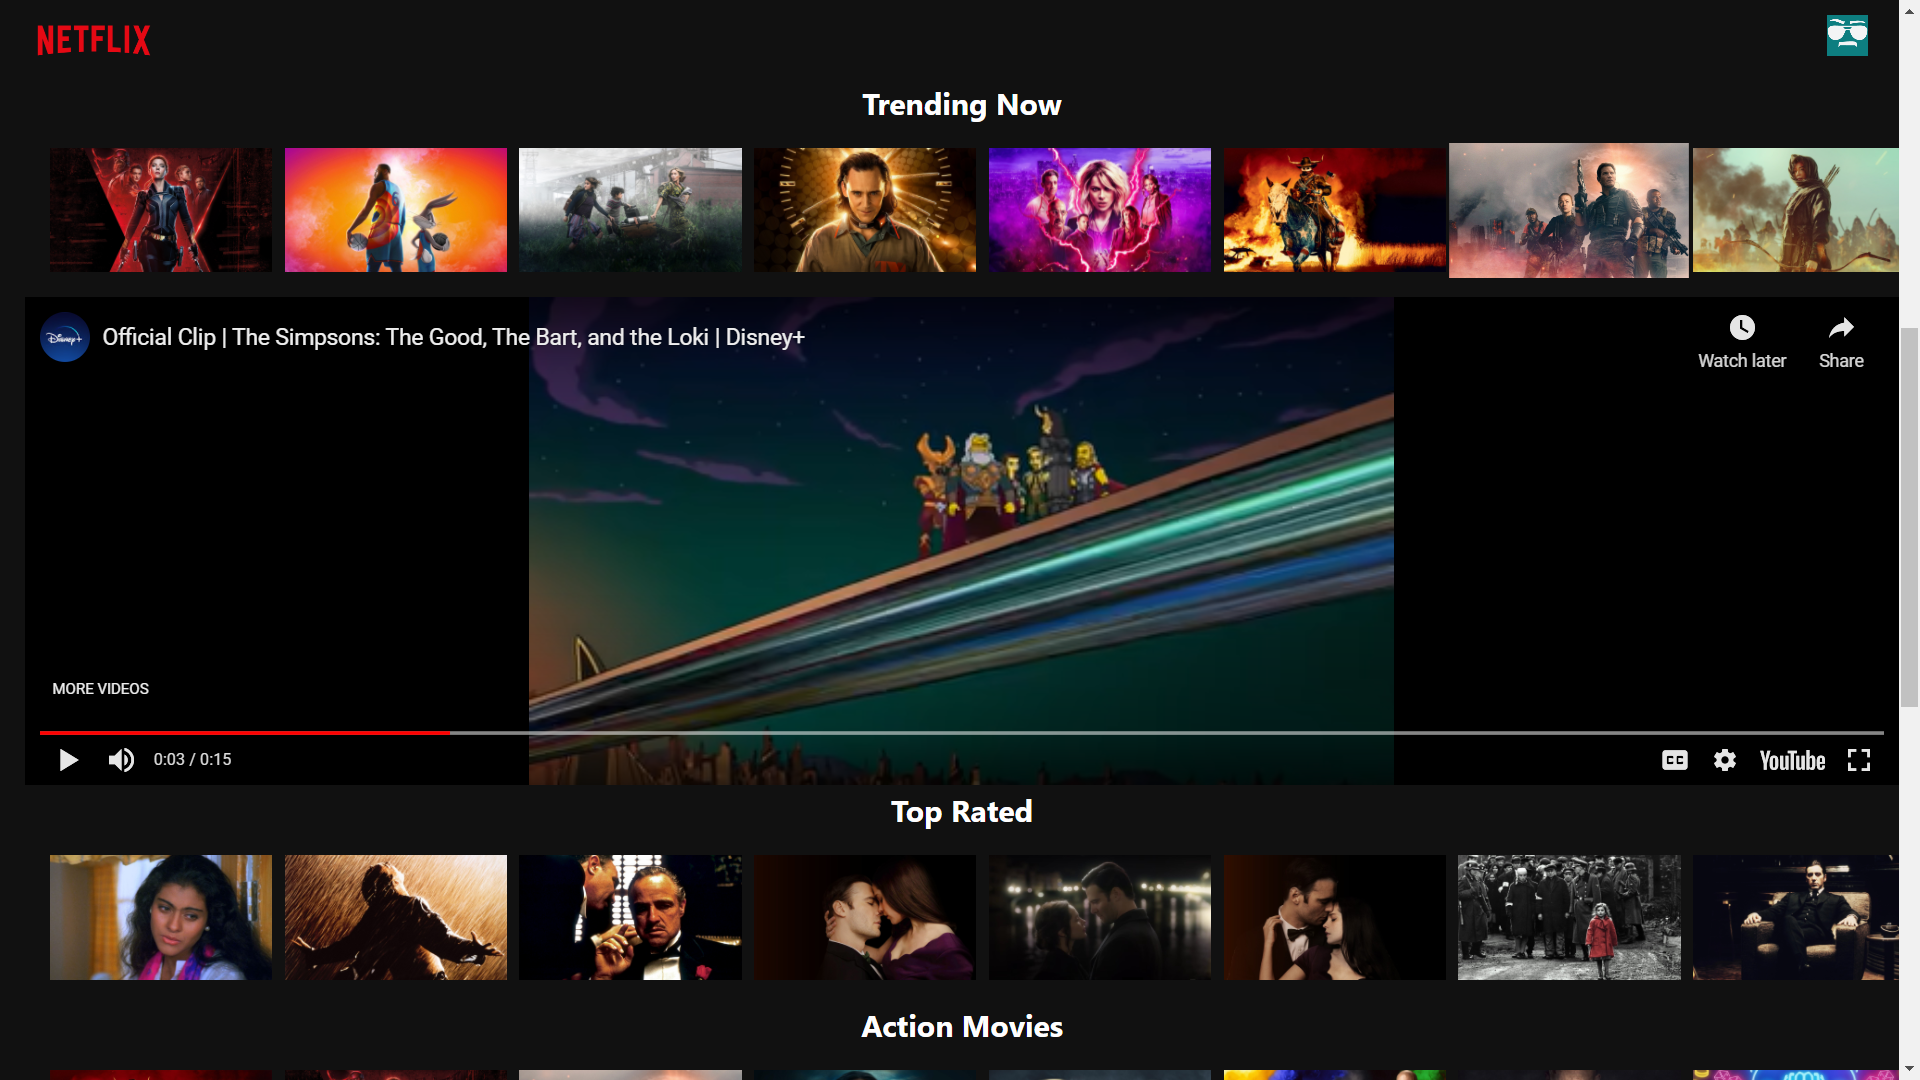 NETFLIX
Trending Now
Official Clip | The Simpsons: The Good, The Bart, and the Loki | Disney+
Disney+
Watch later
Share
MORE VIDEOS
0:03 / 0:15
CC
YouTube
Top Rated
Action Movies